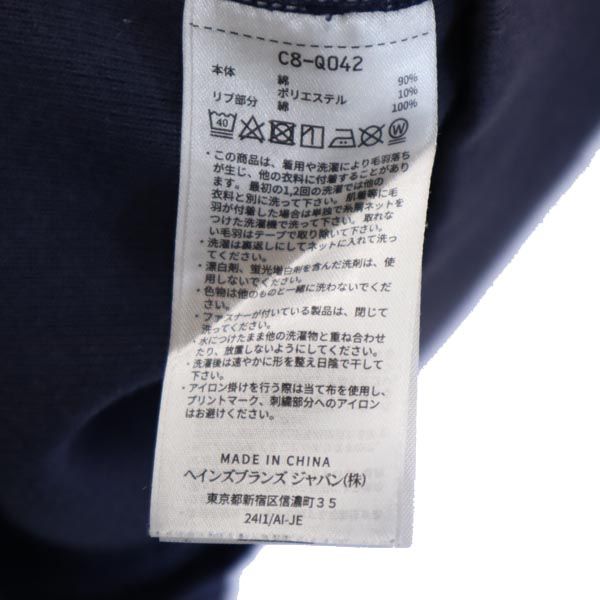 C8-Q042
本体 綿 90%
ポリエステル 10%
リブ部分 綿 100%
40
・この商品は、着用や洗濯により毛羽落ち
が生じ、他の衣料に付着することがあり
ます。最初の1,2回の洗濯では他の
衣料と別に洗って下さい。肌着等に毛
羽が付着した場合は単独で糸屑ネットを
つけた洗濯機で洗って下さい。取れな
い毛羽はテープで取り除いて下さい。
・洗濯は裏返しにしてネットに入れて洗っ
てください。
・漂白剤、蛍光増白剤を含んだ洗剤は、使
用しないでください。
・色物は他のものと一緒に洗わないでくだ
さい。
・ファスナーが付いている製品は、閉じて
洗ってください。
・水につけたまま他の洗濯物と重ね合わせ
たり、放置しないようにしてください。
・洗濯後は速やかに形を整え日陰で干して
下さい。
・アイロン掛けを行う際は当て布を使用し、
プリントマーク、刺繍部分へのアイロン
はお避けください。
MADE IN CHINA
ヘインズブランズ ジャパン(株)
東京都新宿区信濃町35
24I1/AI-JE